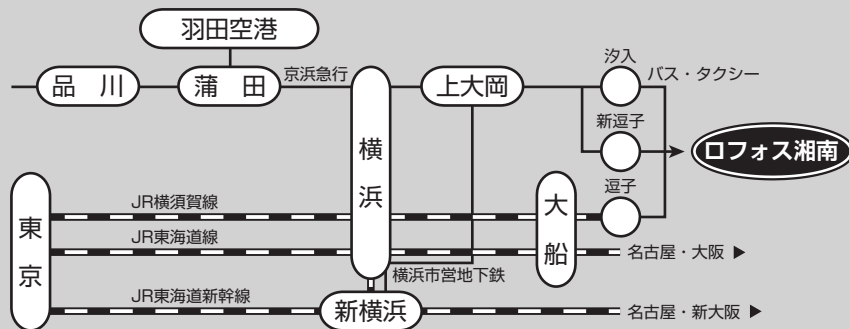 羽田空港
品川
蒲田
京浜急行
横浜
上大岡
汐入
バス・タクシー
新逗子
ロフォス湘南
逗子
東京
JR横須賀線
大船
JR東海道線
名古屋・大阪 ▶
横浜市営地下鉄
JR東海道新幹線
新横浜
名古屋・新大阪 ▶